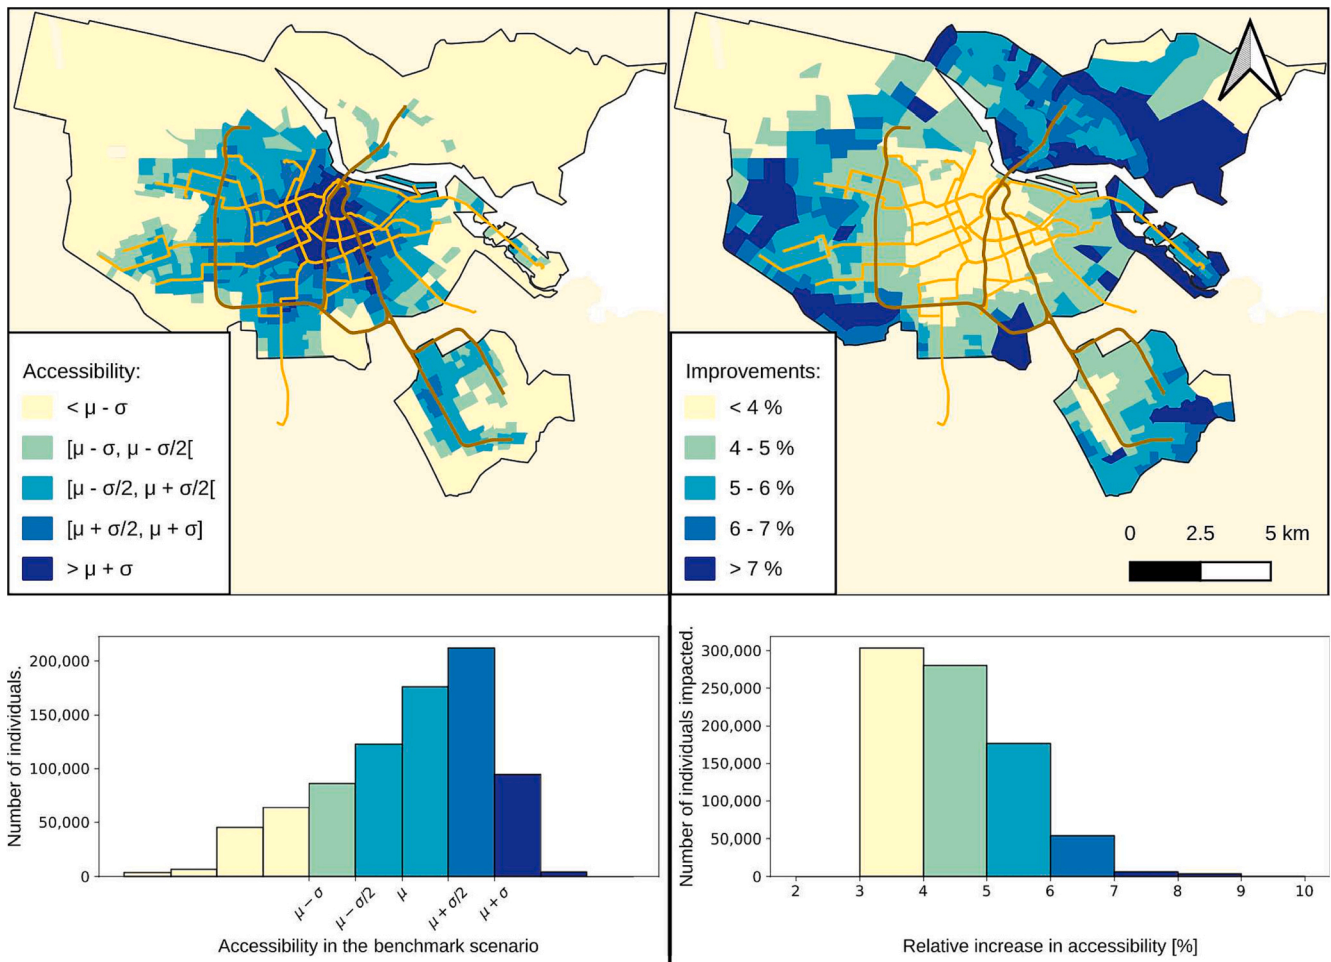 Accessibility:
< μ - σ
[μ - σ, μ - σ/2[
[μ - σ/2, μ + σ/2[
[μ + σ/2, μ + σ]
> μ + σ
Improvements:
< 4 %
4 - 5 %
5 - 6 %
6 - 7 %
> 7 %
0 2.5 5 km
Number of individuals.
200,000
150,000
100,000
50,000
0
μ − σ μ − σ/2 μ μ + σ/2 μ + σ
Accessibility in the benchmark scenario
Number of individuals impacted.
300,000
250,000
200,000
150,000
100,000
50,000
0
2 3 4 5 6 7 8 9 10
Relative increase in accessibility [%]